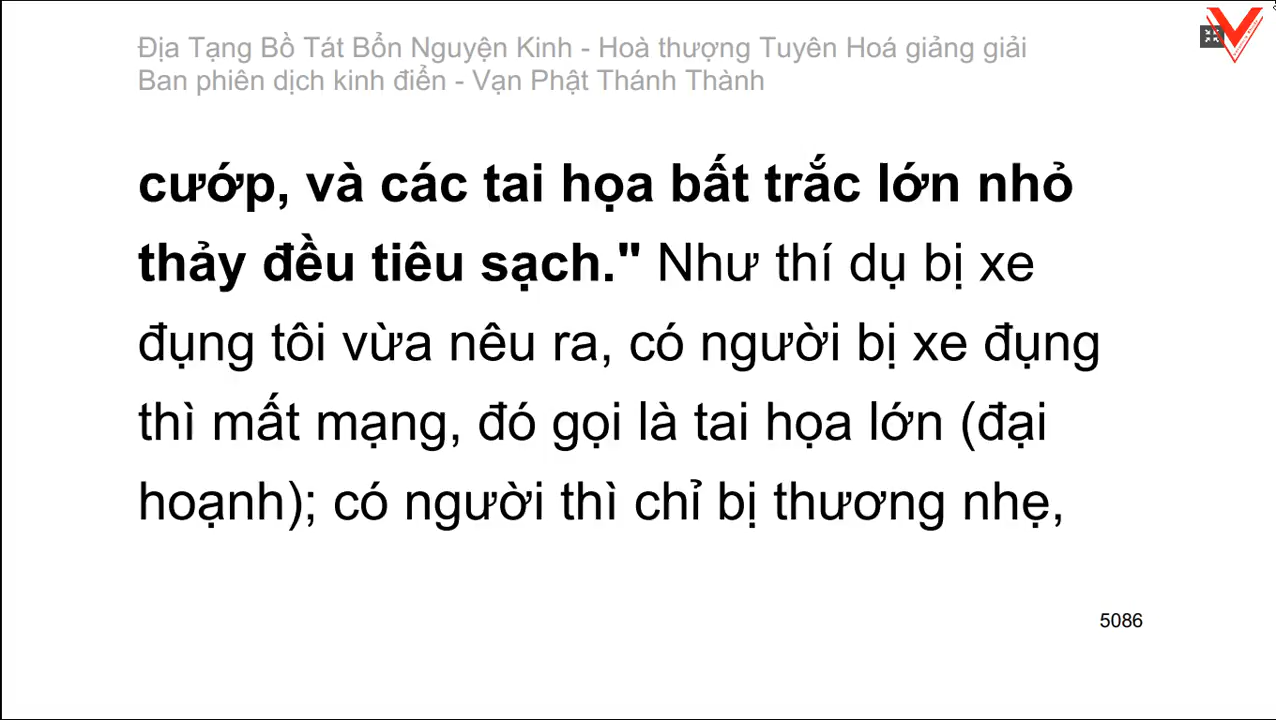 Địa Tạng Bồ Tát Bổn Nguyện Kinh - Hoà thượng Tuyên Hoá giảng giải
Ban phiên dịch kinh điển - Vạn Phật Thánh Thành
cướp, và các tai họa bất trắc lớn nhỏ
thảy đều tiêu sạch." Như thí dụ bị xe
đụng tôi vừa nêu ra, có người bị xe đụng
thì mất mạng, đó gọi là tai họa lớn (đại
hoạnh); có người thì chỉ bị thương nhẹ,
5086